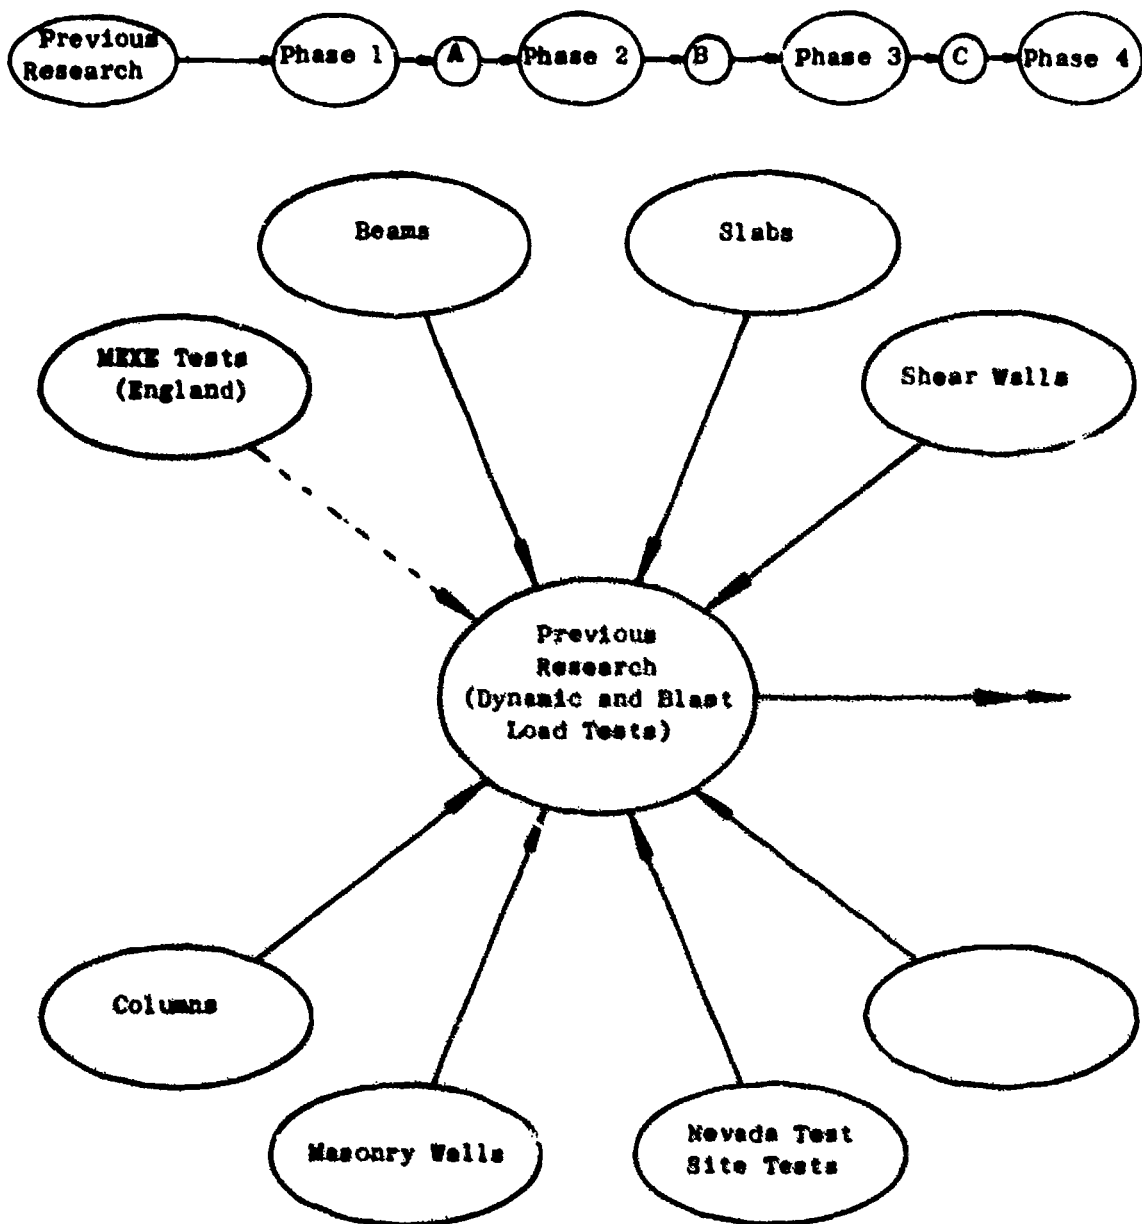 Previous
Research
Phase 1
A
Phase 2
B
Phase 3
C
Phase 4
Beams
Slabs
MEXE Tests
(England)
Shear Walls
Previous
Research
(Dynamic and Blast
Load Tests)
Columns
Masonry Walls
Nevada Test
Site Tests